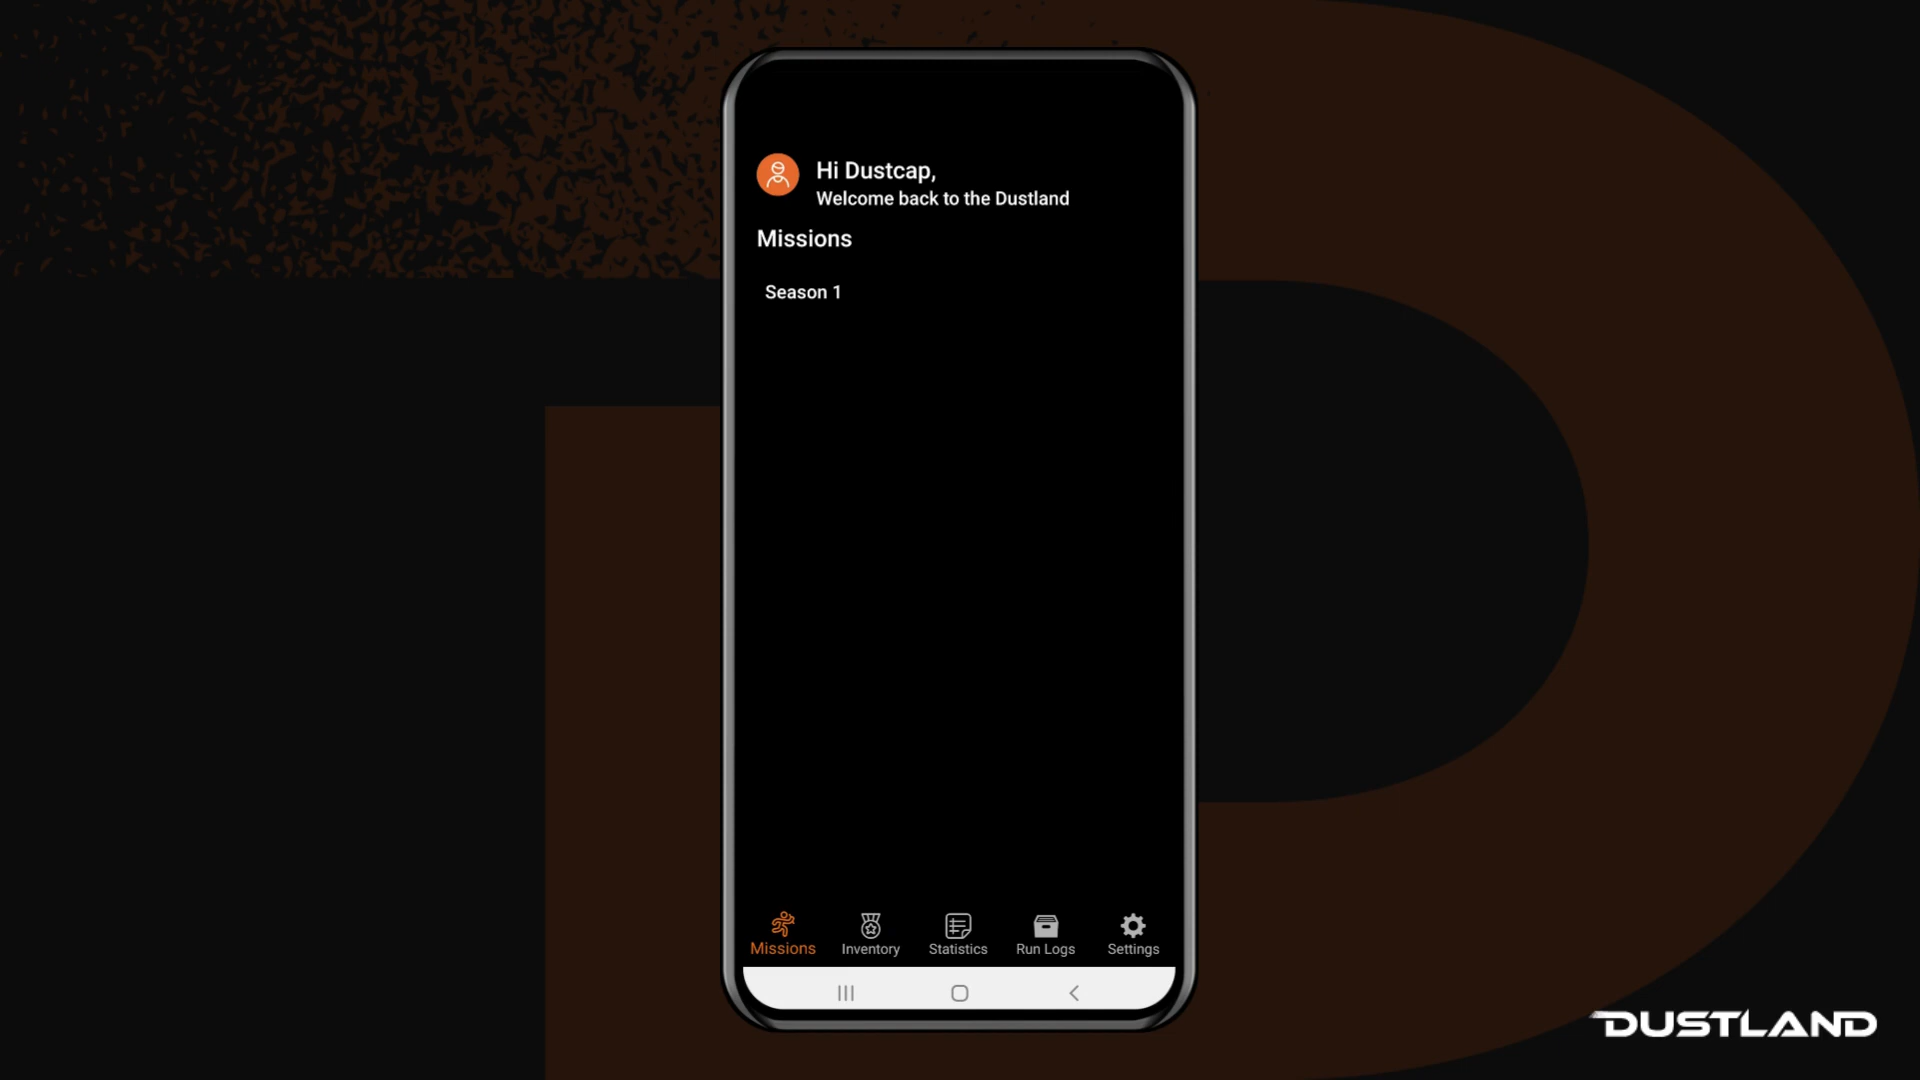 Hi Dustcap,
Welcome back to the Dustland
Missions
Season 1
Missions
Inventory
Statistics
Run Logs
Settings
DUSTLAND